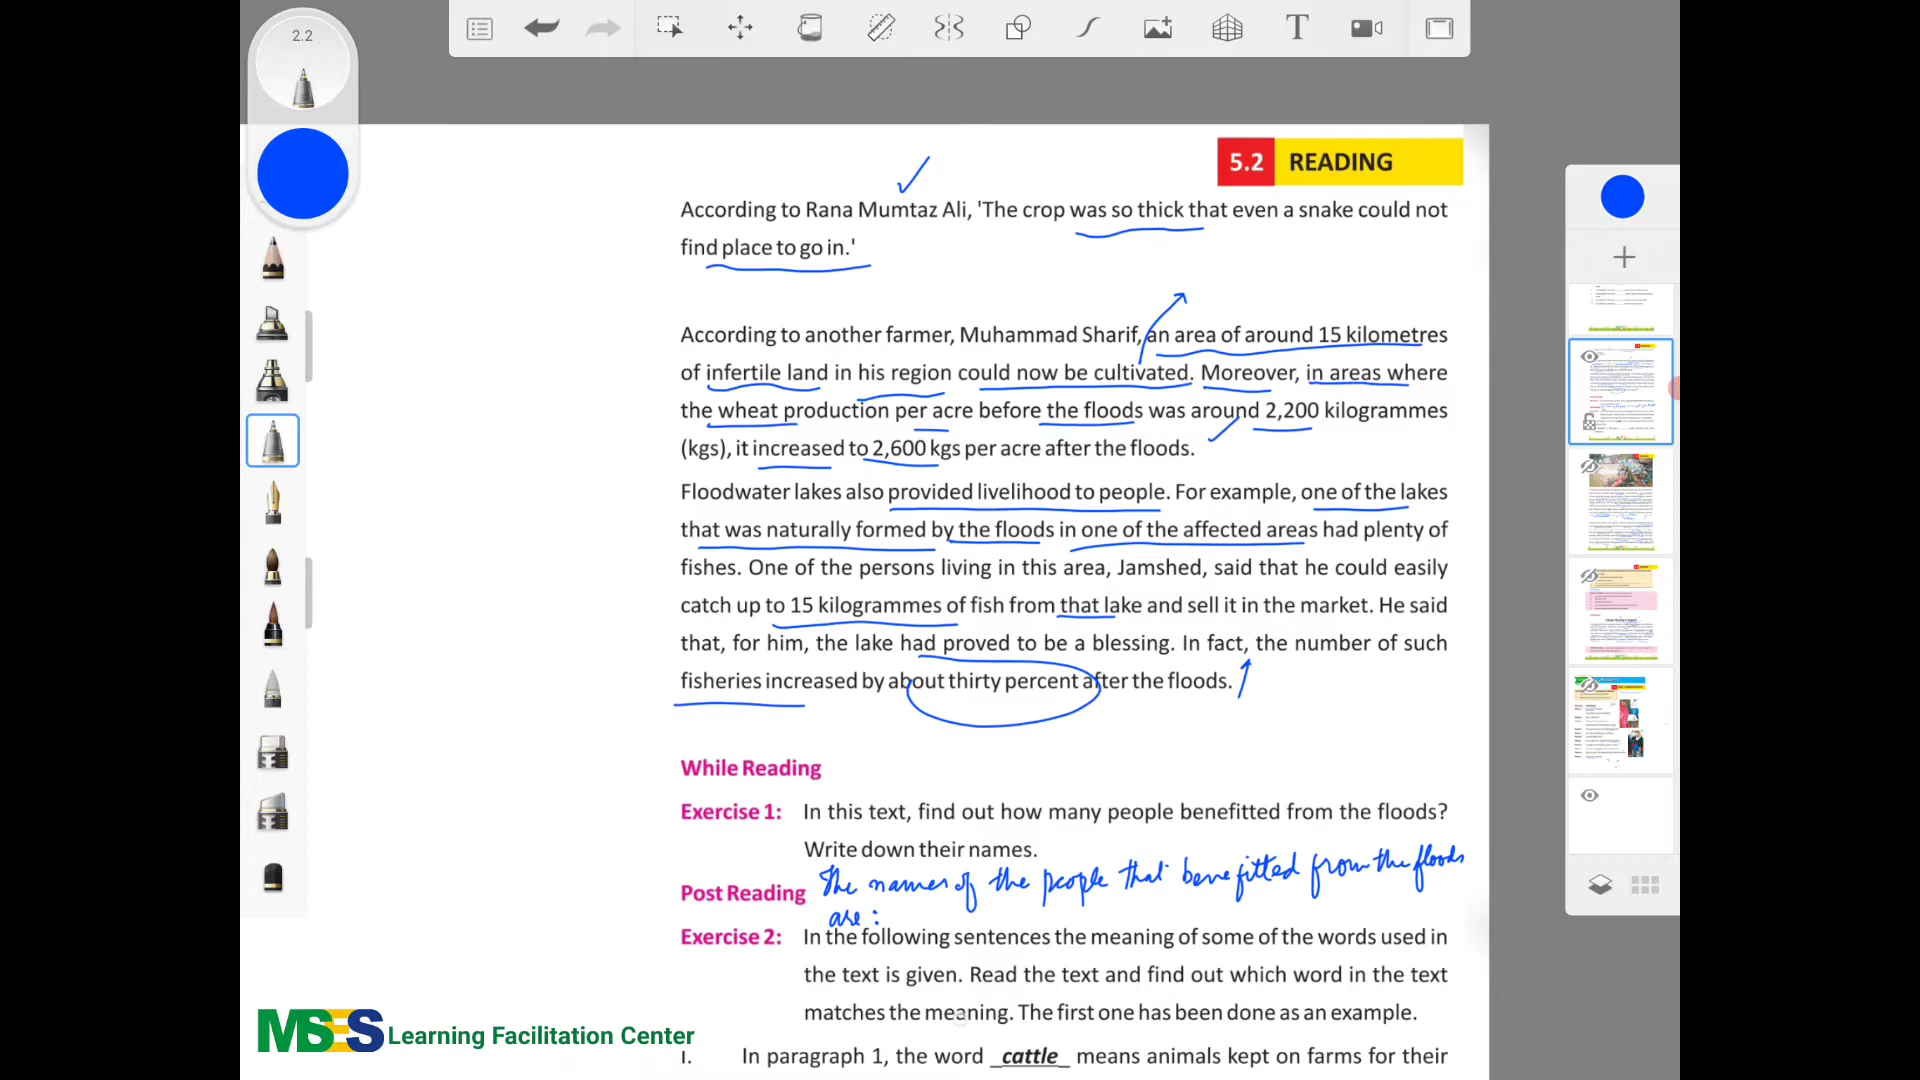 2.2
5.2 READING
According to Rana Mumtaz Ali, 'The crop was so thick that even a snake could not
find place to go in.'
According to another farmer, Muhammad Sharif, an area of around 15 kilometres
of infertile land in his region could now be cultivated. Moreover, in areas where
the wheat production per acre before the floods was around 2,200 kilogrammes
(kgs), it increased to 2,600 kgs per acre after the floods.
Floodwater lakes also provided livelihood to people. For example, one of the lakes
that was naturally formed by the floods in one of the affected areas had plenty of
fishes. One of the persons living in this area, Jamshed, said that he could easily
catch up to 15 kilogrammes of fish from that lake and sell it in the market. He said
that, for him, the lake had proved to be a blessing. In fact, the number of such
fisheries increased by about thirty percent after the floods.
While Reading
Exercise 1: In this text, find out how many people benefitted from the floods?
Write down their names.
The names of the people that benefitted from the floods
are:
Post Reading
Exercise 2: In the following sentences the meaning of some of the words used in
the text is given. Read the text and find out which word in the text
matches the meaning. The first one has been done as an example.
I. In paragraph 1, the word _cattle_ means animals kept on farms for their
MSES Learning Facilitation Center